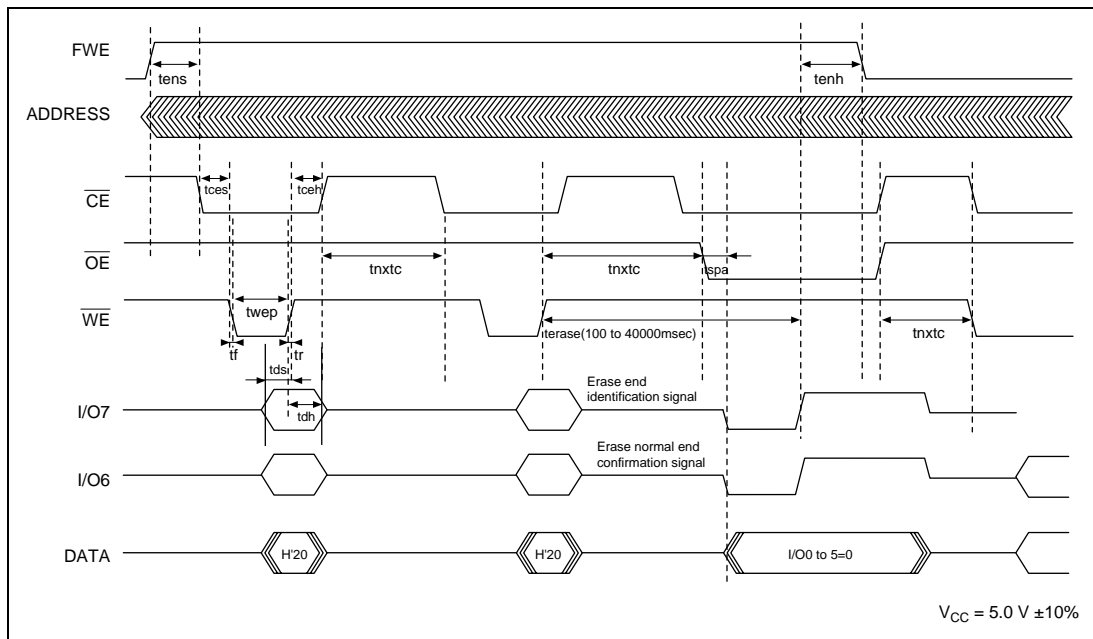 FWE
tens
tenh
ADDRESS
tces
tceh
CE
OE
tnxtc
tnxtc
tspa
WE
twep
terase(100 to 40000msec)
tnxtc
tf
tr
tds
Erase end
identification signal
I/O7
tdh
Erase normal end
confirmation signal
I/O6
DATA
H'20
H'20
I/O0 to 5=0
VCC = 5.0 V ±10%